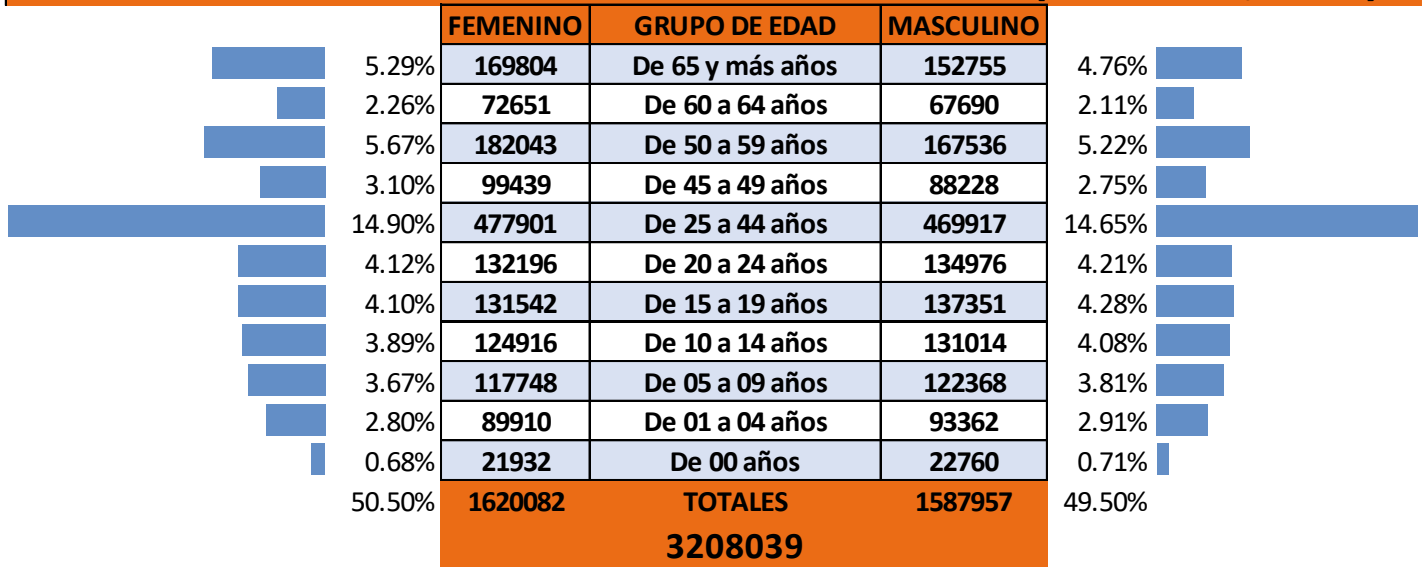 FEMENINO GRUPO DE EDAD MASCULINO
5.29% 169804 De 65 y más años 152755 4.76%
2.26% 72651 De 60 a 64 años 67690 2.11%
5.67% 182043 De 50 a 59 años 167536 5.22%
3.10% 99439 De 45 a 49 años 88228 2.75%
14.90% 477901 De 25 a 44 años 469917 14.65%
4.12% 132196 De 20 a 24 años 134976 4.21%
4.10% 131542 De 15 a 19 años 137351 4.28%
3.89% 124916 De 10 a 14 años 131014 4.08%
3.67% 117748 De 05 a 09 años 122368 3.81%
2.80% 89910 De 01 a 04 años 93362 2.91%
0.68% 21932 De 00 años 22760 0.71%
50.50% 1620082 TOTALES 1587957 49.50%
3208039